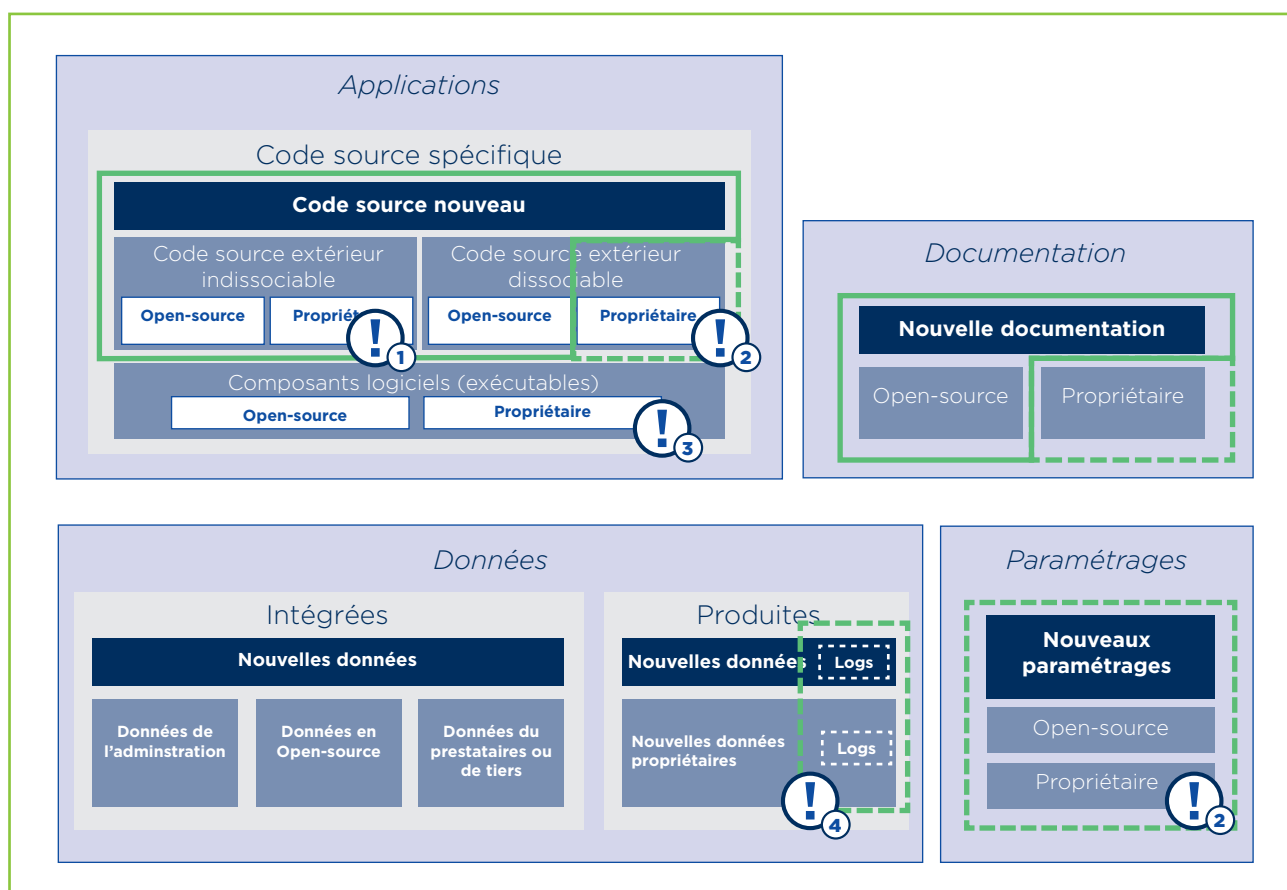 Applications
Code source spécifique
Code source nouveau
Code source extérieur
indissociable
Open-source
Propriét
!
1
Code source extérieur
dissociable
Open-source
Propriétaire
!
2
Composants logiciels (exécutables)
Open-source
Propriétaire
!
3
Documentation
Nouvelle documentation
Open-source
Propriétaire
Données
Intégrées
Nouvelles données
Données de
l'adminstration
Données en
Open-source
Données du
prestataires ou
de tiers
Produites
Nouvelles données
Logs
Nouvelles données
propriétaires
Logs
!
4
Paramétrages
Nouveaux
paramétrages
Open-source
Propriétaire
!
2